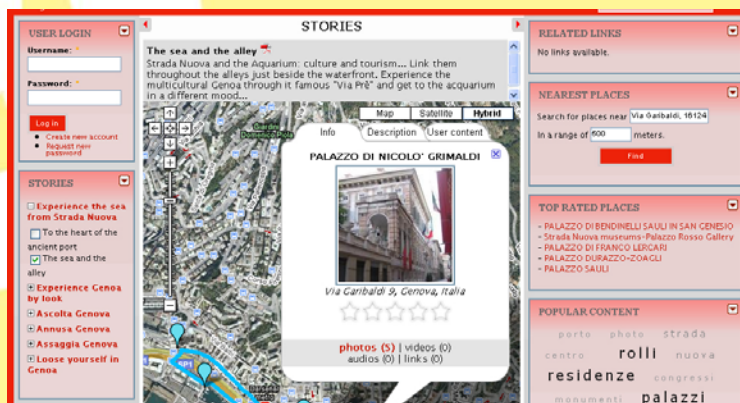 USER LOGIN
Username: *
Password: *
Log in
Create new account
Request new
password
STORIES
Experience the sea
from Strada Nuova
To the heart of the
ancient port
The sea and the
alley
Experience Genoa
by look
Ascolta Genova
Annusa Genova
Assaggia Genova
Loose yourself in
Genoa
STORIES
The sea and the alley
Strada Nuova and the Aquarium: culture and tourism... Link them
throughout the alleys just beside the waterfront. Experience the
multicultural Genoa through it famous "Via Prè" and get to the acquarium
in a different mood...
Map Satellite Hybrid
Giardini
Domenico Piola
Info Description User content
PALAZZO DI NICOLO' GRIMALDI
Via Garibaldi 9, Genova, Italia
photos (5) | videos (0)
audios (0) | links (0)
SP1
RELATED LINKS
No links available.
NEAREST PLACES
Search for places near Via Garibaldi, 16124
In a range of 500 meters.
Find
TOP RATED PLACES
- PALAZZO DI BENDINELLI SAULI IN SAN GENESIO
- Strada Nuova museums-Palazzo Rosso Gallery
- PALAZZO DI FRANCO LERCARI
- PALAZZO DURAZZO-ZOAGLI
- PALAZZO SAULI
POPULAR CONTENT
porto photo strada
centro rolli nuova
residenze congressi
monumenti palazzi